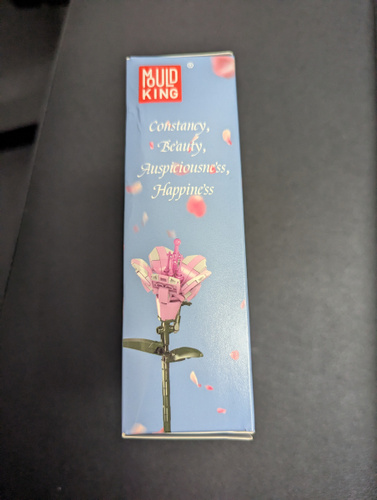 MOULD
KING
Constancy,
Beauty,
Auspiciousness,
Happiness